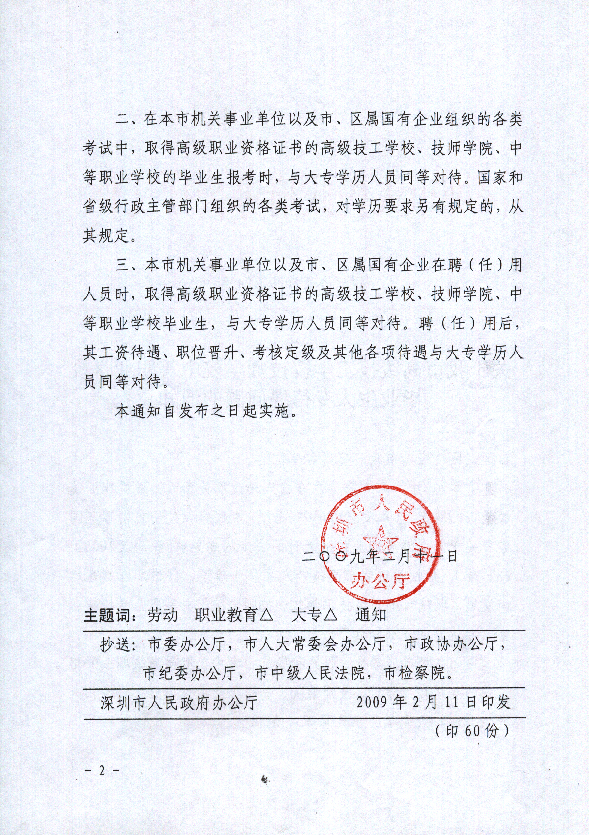 二、在本市机关事业单位以及市、区属国有企业组织的各类
考试中，取得高级职业资格证书的高级技工学校、技师学院、中
等职业学校的毕业生报考时，与大专学历人员同等对待。国家和
省级行政主管部门组织的各类考试，对学历要求另有规定的，从
其规定。
三、本市机关事业单位以及市、区属国有企业在聘（任）用
人员时，取得高级职业资格证书的高级技工学校、技师学院、中
等职业学校毕业生，与大专学历人员同等对待。聘（任）用后，
其工资待遇、职位晋升、考核定级及其他各项待遇与大专学历人
员同等对待。
本通知自发布之日起实施。
深圳市人民政府
二〇〇九年二月十一日
办公厅
主题词：劳动 职业教育△ 大专△ 通知
抄送：市委办公厅，市人大常委会办公厅，市政协办公厅，
市纪委办公厅，市中级人民法院，市检察院。
深圳市人民政府办公厅 2009年2月11日印发
（印60份）
- 2 -